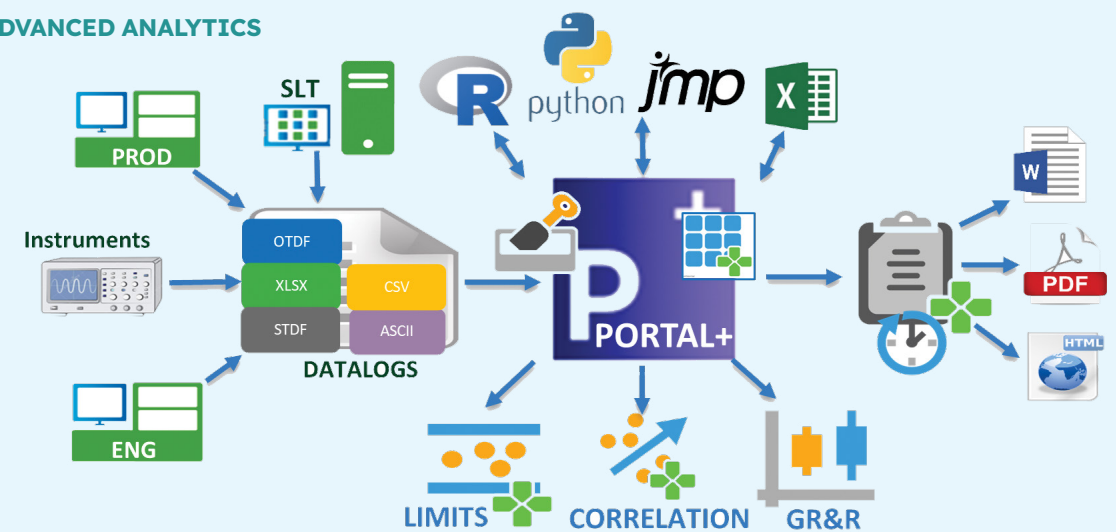 DVANCED ANALYTICS
SLT
PROD
R
python
jmp
X
W
Instruments
OTDF
XLSX
CSV
STDF
ASCII
DATALOGS
P
+
PORTAL+
PDF
HTML
ENG
LIMITS
CORRELATION
GR&R